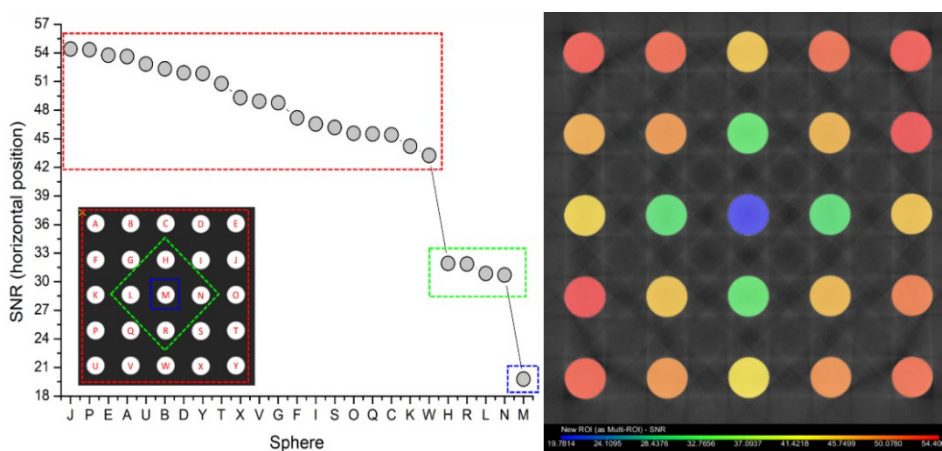 57
54
51
48
45
42
39
36
33
30
27
24
21
18
SNR (horizontal position)
J P E A U B D Y T X V G F I S O Q C K W H R L N M
Sphere
X
A B C D E
F G H I J
K L M N O
P Q R S T
U V W X Y
New ROI (as Multi-ROI) - SNR
19.7814 24.1095 28.4376 32.7656 37.0937 41.4218 45.7499 50.0780 54.40